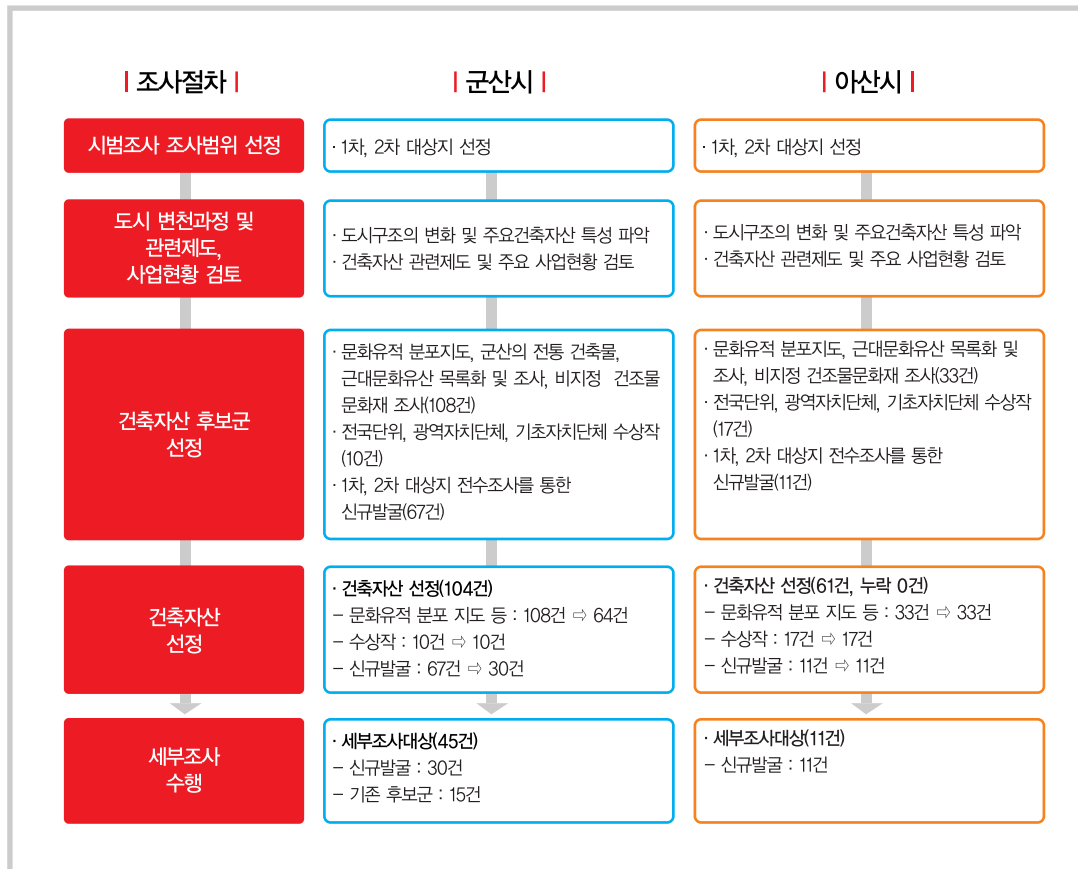 조사절차
군산시
아산시
시범조사 조사범위 선정
· 1차, 2차 대상지 선정
· 1차, 2차 대상지 선정
도시 변천과정 및
관련제도,
사업현황 검토
· 도시구조의 변화 및 주요건축자산 특성 파악
· 건축자산 관련제도 및 주요 사업현황 검토
· 도시구조의 변화 및 주요건축자산 특성 파악
· 건축자산 관련제도 및 주요 사업현황 검토
건축자산 후보군
선정
· 문화유적 분포지도, 군산의 전통 건축물,
근대문화유산 목록화 및 조사, 비지정 건조물
문화재 조사(108건)
· 전국단위, 광역자치단체, 기초자치단체 수상작
(10건)
· 1차, 2차 대상지 전수조사를 통한
신규발굴(67건)
· 문화유적 분포지도, 근대문화유산 목록화 및
조사, 비지정 건조물문화재 조사(33건)
· 전국단위, 광역자치단체, 기초자치단체 수상작
(17건)
· 1차, 2차 대상지 전수조사를 통한
신규발굴(11건)
건축자산
선정
· 건축자산 선정(104건)
– 문화유적 분포 지도 등 : 108건 ⇨ 64건
– 수상작 : 10건 ⇨ 10건
– 신규발굴 : 67건 ⇨ 30건
· 건축자산 선정(61건, 누락 0건)
– 문화유적 분포 지도 등 : 33건 ⇨ 33건
– 수상작 : 17건 ⇨ 17건
– 신규발굴 : 11건 ⇨ 11건
세부조사
수행
· 세부조사대상(45건)
– 신규발굴 : 30건
– 기존 후보군 : 15건
· 세부조사대상(11건)
– 신규발굴 : 11건